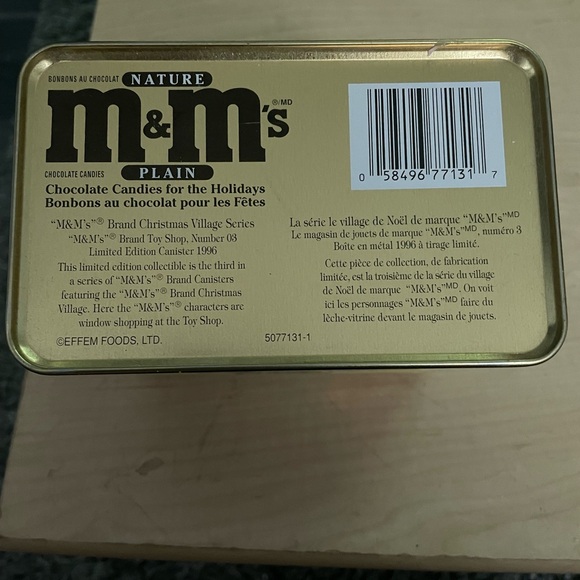 BONBONS AU CHOCOLAT NATURE
m&m's®/MD
CHOCOLATE CANDIES PLAIN
Chocolate Candies for the Holidays
Bonbons au chocolat pour les Fêtes
"M&M's"® Brand Christmas Village Series
"M&M's"® Brand Toy Shop, Number 03
Limited Edition Canister 1996
This limited edition collectible is the third in
a series of "M&M's"® Brand Canisters
featuring the "M&M's"® Brand Christmas
Village. Here the "M&M's"® characters are
window shopping at the Toy Shop.
©EFFEM FOODS, LTD.
5077131-1
0 58496 77131 7
La série le village de Noël de marque "M&M's"MD
Le magasin de jouets de marque "M&M's"MD, numéro 3
Boîte en métal 1996 à tirage limité.
Cette pièce de collection, de fabrication
limitée, est la troisième de la série du village
de Noël de marque "M&M's"MD. On voit
ici les personnages "M&M's"MD faire du
lèche-vitrine devant le magasin de jouets.